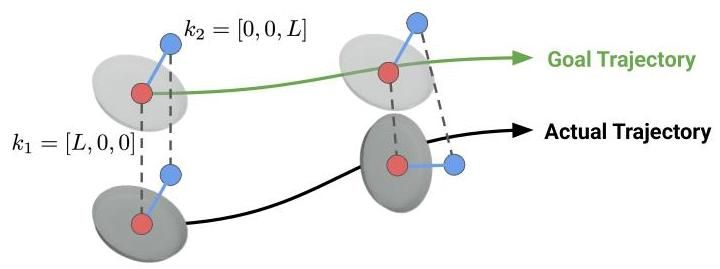 k₂ = [0, 0, L]
Goal Trajectory
Actual Trajectory
k₁ = [L, 0, 0]